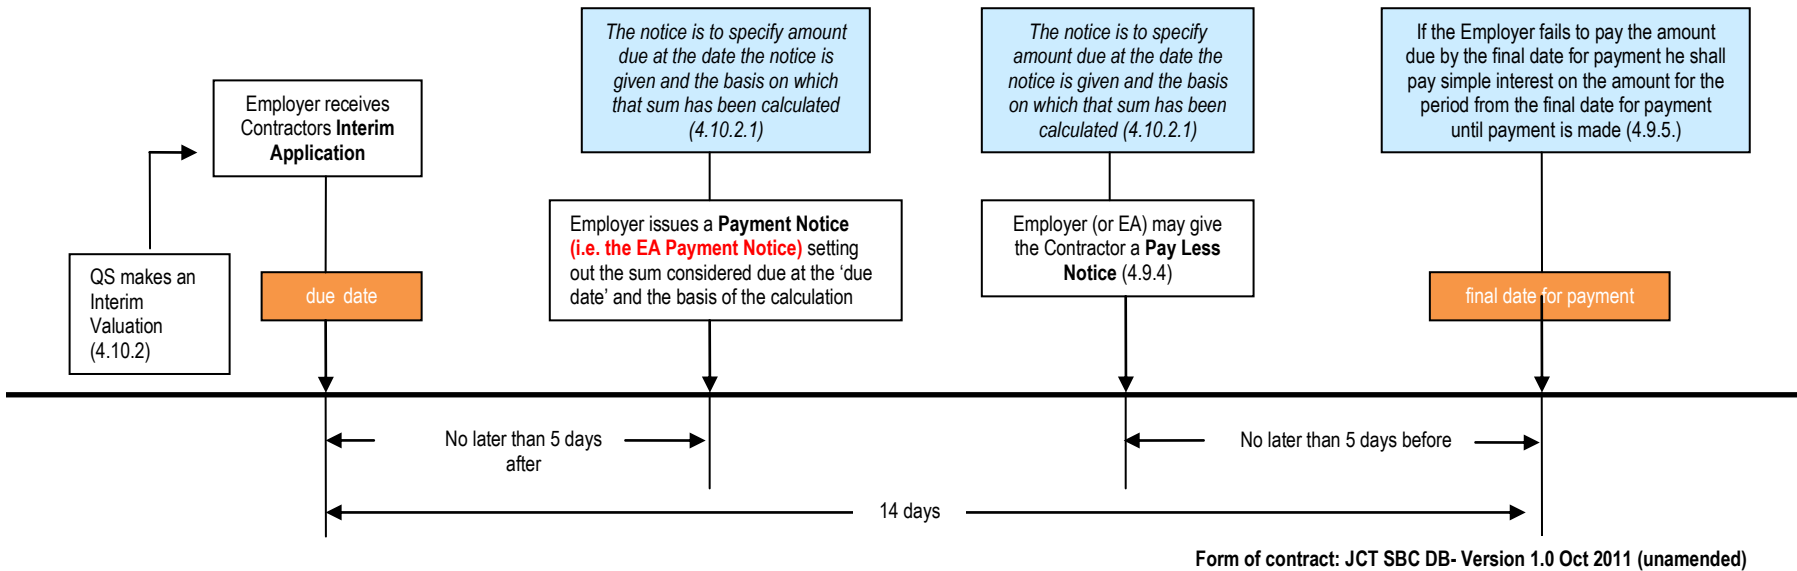 The notice is to specify amount
due at the date the notice is
given and the basis on which
that sum has been calculated
(4.10.2.1)
The notice is to specify
amount due at the date the
notice is given and the basis
on which that sum has been
calculated (4.10.2.1)
If the Employer fails to pay the amount
due by the final date for payment he shall
pay simple interest on the amount for the
period from the final date for payment
until payment is made (4.9.5.)
Employer receives
Contractors Interim
Application
Employer issues a Payment Notice
(i.e. the EA Payment Notice) setting
out the sum considered due at the ‘due
date’ and the basis of the calculation
Employer (or EA) may give
the Contractor a Pay Less
Notice (4.9.4)
QS makes an
Interim
Valuation
(4.10.2)
due date
final date for payment
No later than 5 days
after
No later than 5 days before
14 days
Form of contract: JCT SBC DB- Version 1.0 Oct 2011 (unamended)